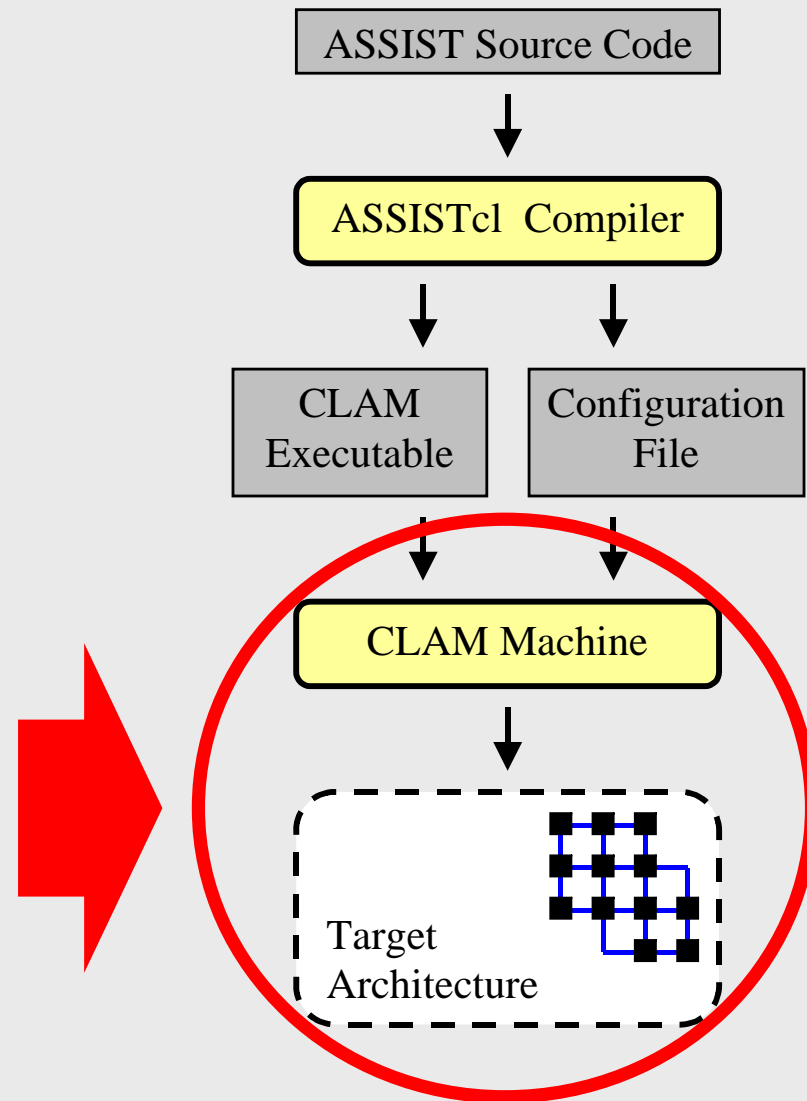 ASSIST Source Code
ASSISTcl Compiler
CLAM
Executable
Configuration
File
CLAM Machine
Target
Architecture